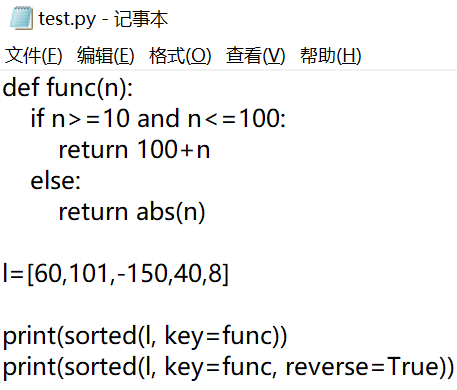 test.py - 记事本
文件(F) 编辑(E) 格式(O) 查看(V) 帮助(H)
def func(n):
    if n>=10 and n<=100:
        return 100+n
    else:
        return abs(n)

l=[60,101,-150,40,8]

print(sorted(l, key=func))
print(sorted(l, key=func, reverse=True))